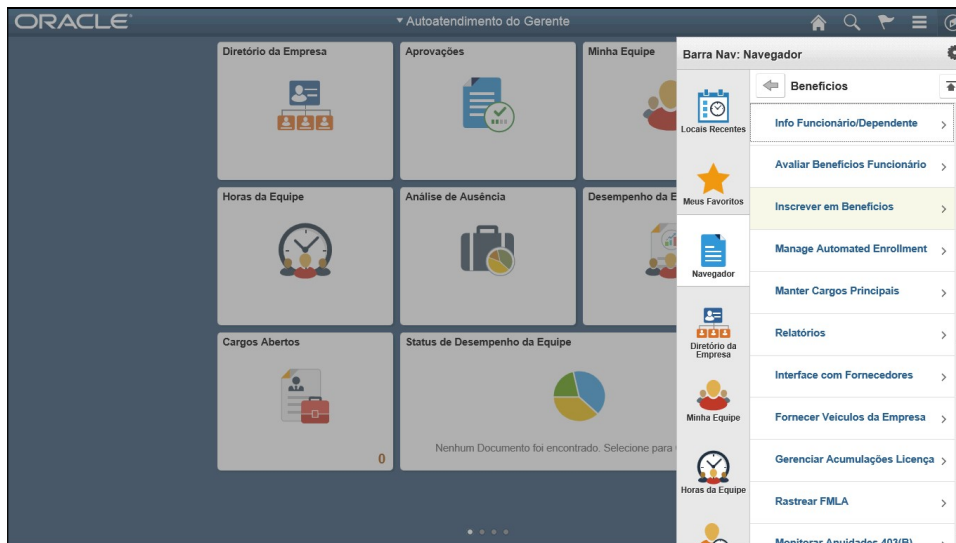 ORACLE
Autoatendimento do Gerente
Diretório da Empresa
Aprovações
Minha Equipe
Horas da Equipe
Análise de Ausência
Desempenho da E
Cargos Abertos
0
Status de Desempenho da Equipe
Nenhum Documento foi encontrado. Selecione para
Barra Nav: Navegador
Locais Recentes
Meus Favoritos
Navegador
Diretório da
Empresa
Minha Equipe
Horas da Equipe
Benefícios
Info Funcionário/Dependente
Avaliar Benefícios Funcionário
Inscrever em Benefícios
Manage Automated Enrollment
Manter Cargos Principais
Relatórios
Interface com Fornecedores
Fornecer Veículos da Empresa
Gerenciar Acumulações Licença
Rastrear FMLA
Monitorar Anuidades 403(B)